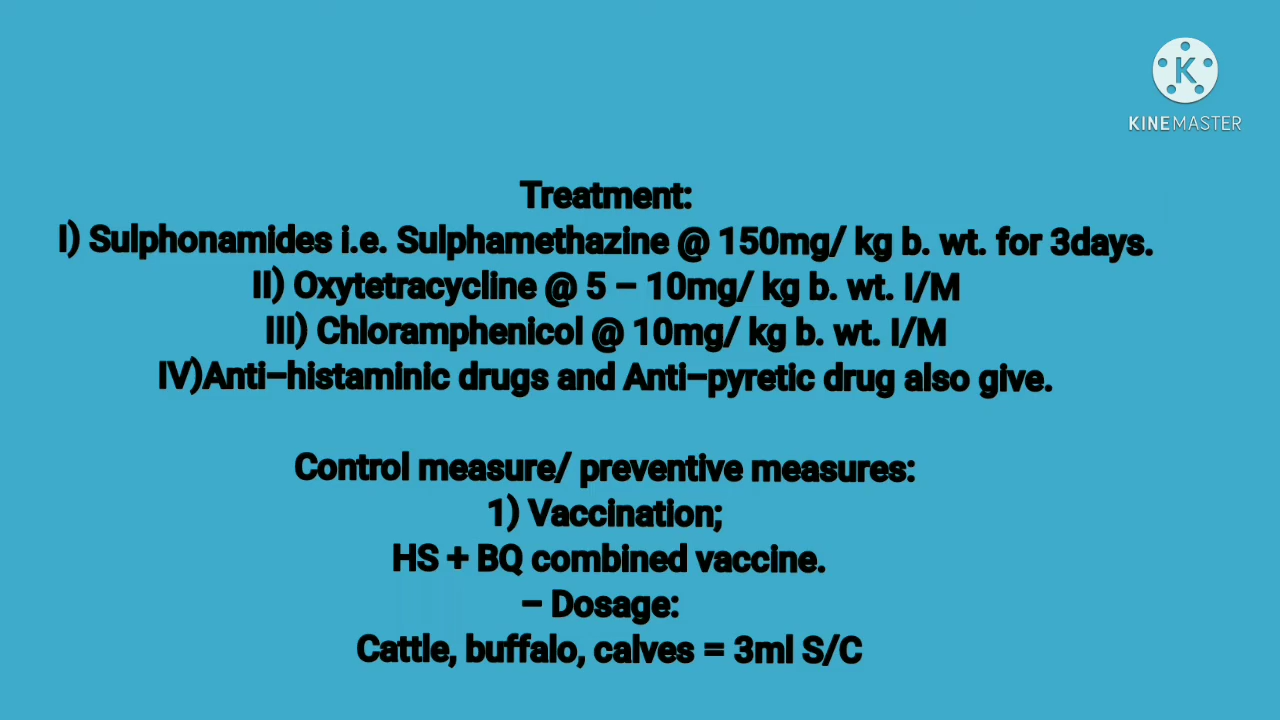 K
KINEMASTER
Treatment:
I) Sulphonamides i.e. Sulphamethazine @ 150mg/ kg b. wt. for 3days.
II) Oxytetracycline @ 5 – 10mg/ kg b. wt. I/M
III) Chloramphenicol @ 10mg/ kg b. wt. I/M
IV)Anti–histaminic drugs and Anti–pyretic drug also give.
Control measure/ preventive measures:
1) Vaccination;
HS + BQ combined vaccine.
– Dosage:
Cattle, buffalo, calves = 3ml S/C